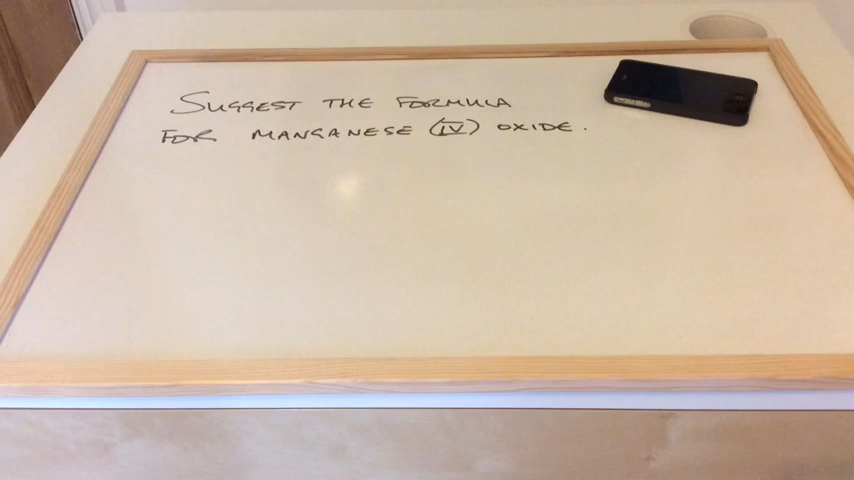 SUGGEST THE FORMULA
FOR MANGANESE (IV) OXIDE.